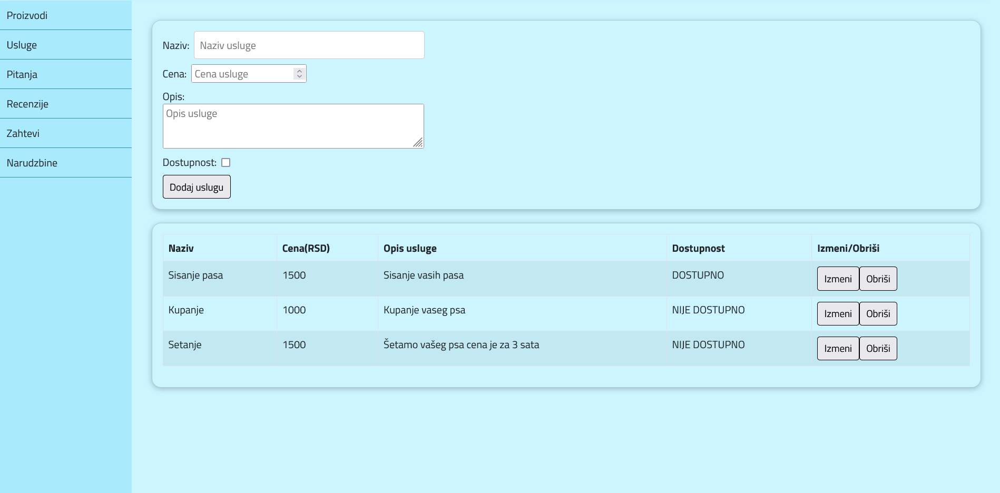 Proizvodi
Usluge
Pitanja
Recenzije
Zahtevi
Narudzbine
Naziv: Naziv usluge
Cena: Cena usluge
Opis:
Opis usluge
Dostupnost:
Dodaj uslugu
Naziv Cena(RSD) Opis usluge Dostupnost Izmeni/Obriši
Sisanje pasa 1500 Sisanje vasih pasa DOSTUPNO Izmeni Obriši
Kupanje 1000 Kupanje vaseg psa NIJE DOSTUPNO Izmeni Obriši
Setanje 1500 Šetamo vašeg psa cena je za 3 sata NIJE DOSTUPNO Izmeni Obriši